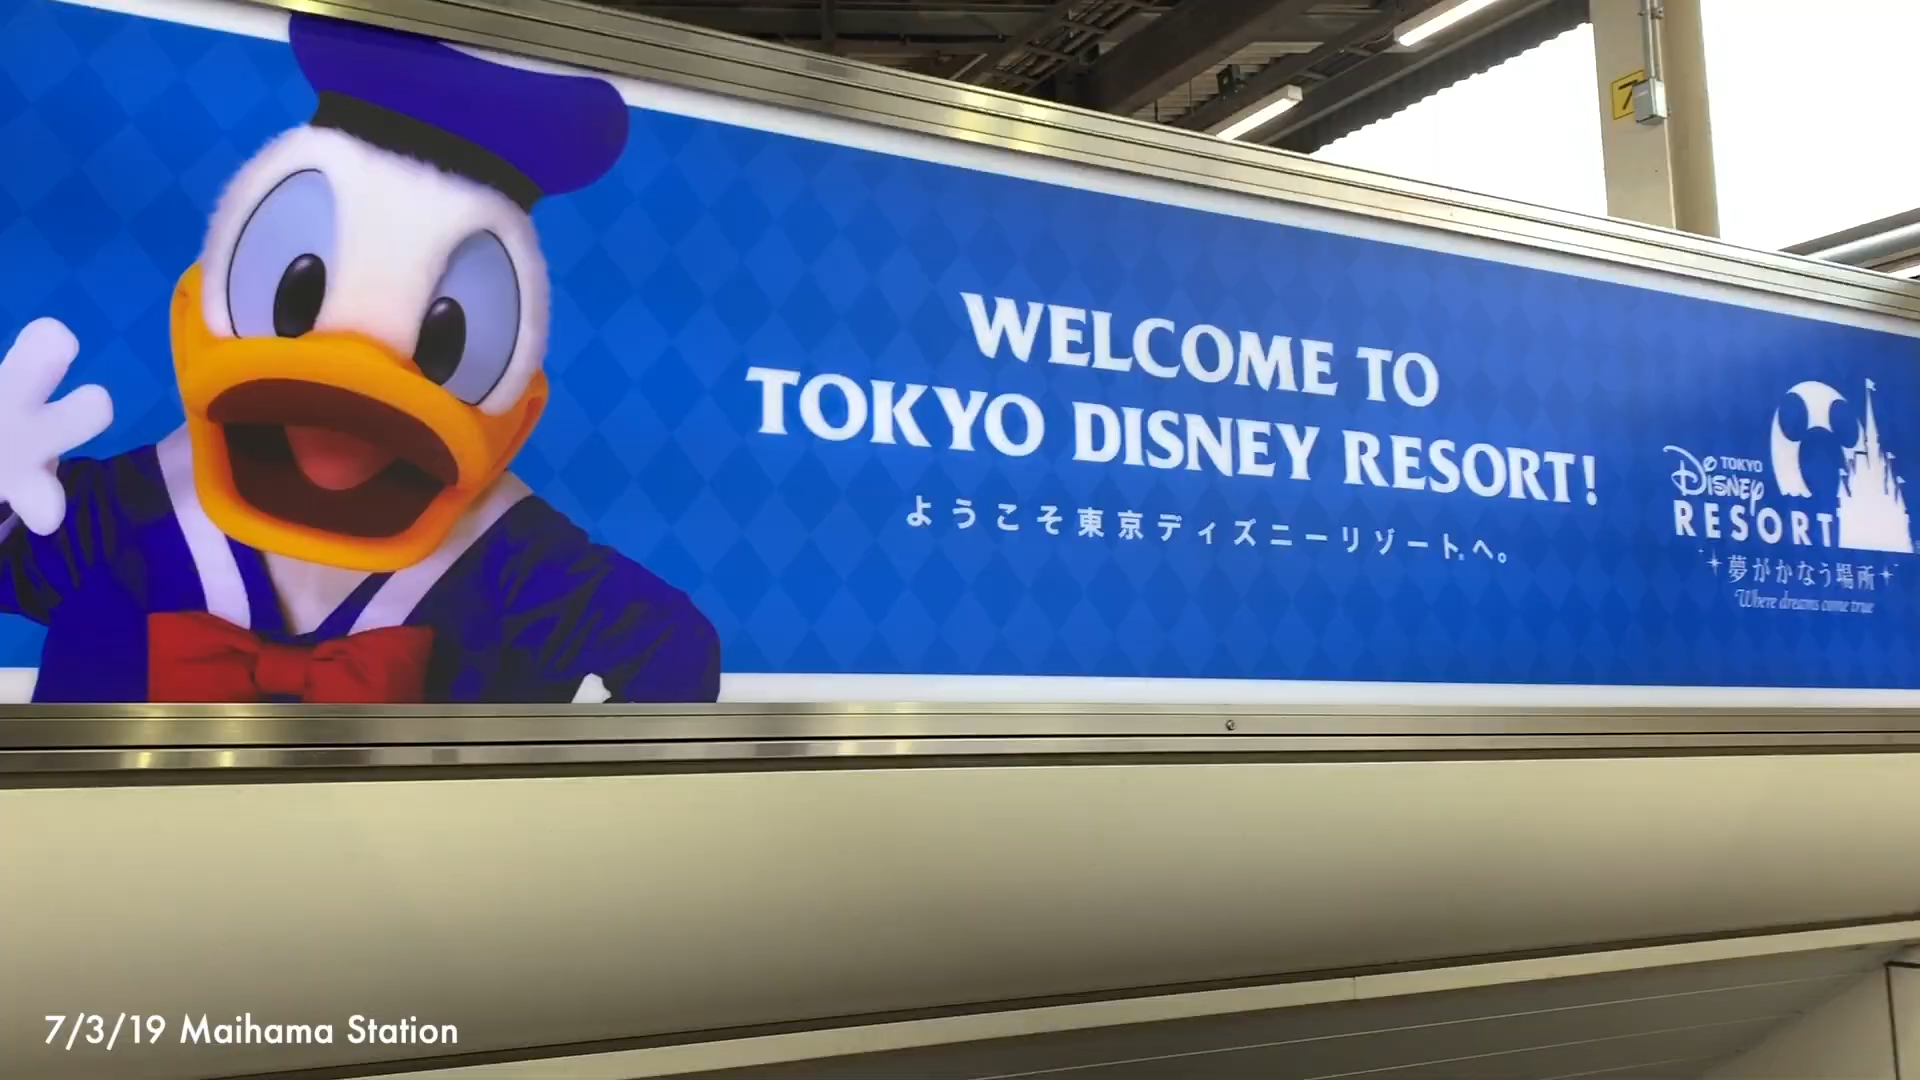 7
WELCOME TO
TOKYO DISNEY RESORT!
ようこそ東京ディズニーリゾート®へ。
TOKYO
DISNEY
RESORT
夢がかなう場所
Where dreams come true
7/3/19 Maihama Station